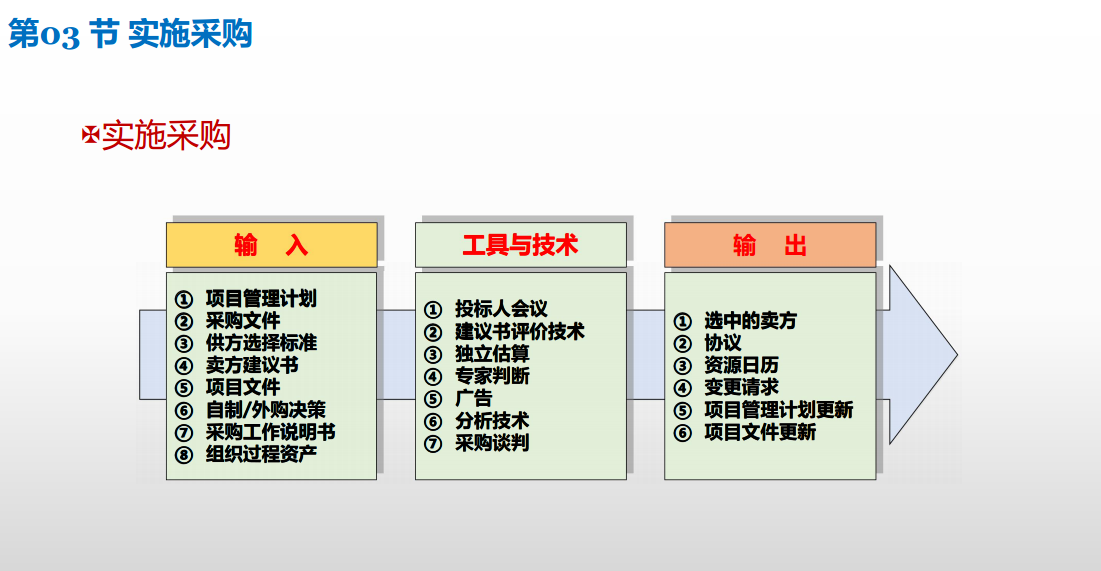 第03 节 实施采购
✠实施采购
输 入
① 项目管理计划
② 采购文件
③ 供方选择标准
④ 卖方建议书
⑤ 项目文件
⑥ 自制/外购决策
⑦ 采购工作说明书
⑧ 组织过程资产
工具与技术
① 投标人会议
② 建议书评价技术
③ 独立估算
④ 专家判断
⑤ 广告
⑥ 分析技术
⑦ 采购谈判
输 出
① 选中的卖方
② 协议
③ 资源日历
④ 变更请求
⑤ 项目管理计划更新
⑥ 项目文件更新